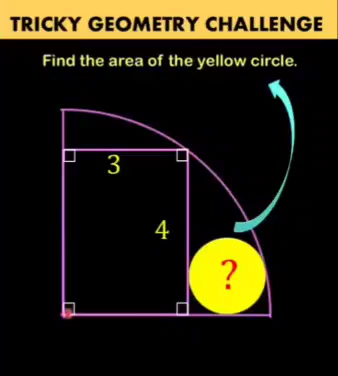 TRICKY GEOMETRY CHALLENGE
Find the area of the yellow circle.
3
4
?